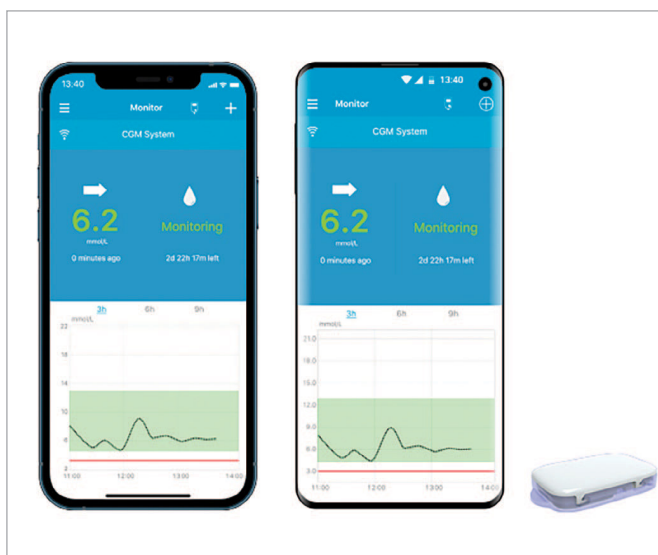 13:40
Monitor
CGM System
6.2
mmol/L
0 minutes ago
Monitoring
2d 22h 17m left
3h 6h 9h
mmol/L
22
18
14
10
6
3
11:00 12:00 13:00 14:00
13:40
Monitor
CGM System
6.2
mmol/L
0 minutes ago
Monitoring
2d 22h 17m left
3h 6h 9h
mmol/L
21.0
18.0
15.0
12.0
9.0
6.0
3.0
11:00 12:00 13:00 14:00